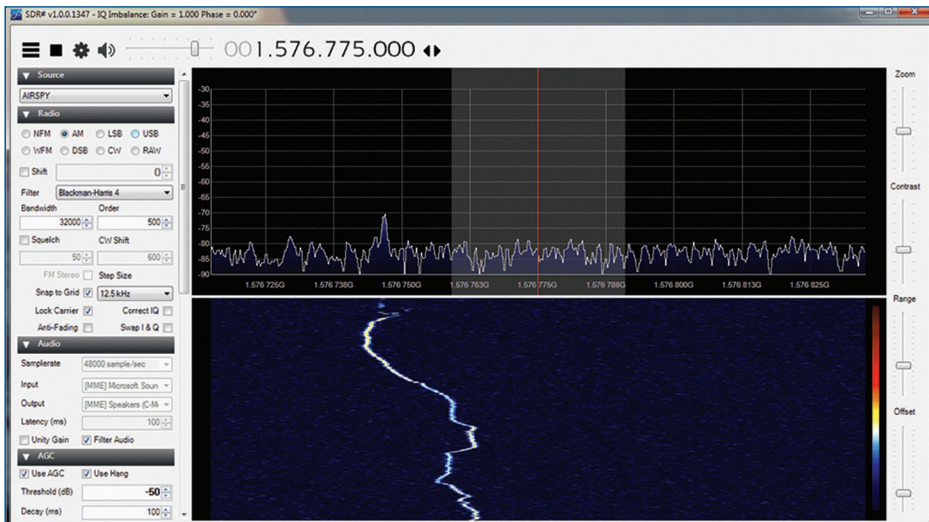 SDR# v1.0.0.1347 - IQ Imbalance: Gain = 1.000 Phase = 0.000°
001.576.775.000
Source
AIRSPY
Radio
NFM AM LSB USB
WFM DSB CW RAW
Shift 0
Filter Blackman-Harris 4
Bandwidth Order
32000 500
Squelch CW Shift
50 600
FM Stereo Step Size
Snap to Grid 12.5 kHz
Lock Carrier Correct IQ
Anti-Fading Swap I & Q
Audio
Samplerate 48000 sample/sec
Input [MME] Microsoft Soun
Output [MME] Speakers (C-M
Latency (ms) 100
Unity Gain Filter Audio
AGC
Use AGC Use Hang
Threshold (dB) -50
Decay (ms) 100
-30
-35
-40
-45
-50
-55
-60
-65
-70
-75
-80
-85
-90
1.576 725G 1.576 738G 1.576 750G 1.576 763G 1.576 775G 1.576 788G 1.576 800G 1.576 813G 1.576 825G
Zoom
Contrast
Range
Offset